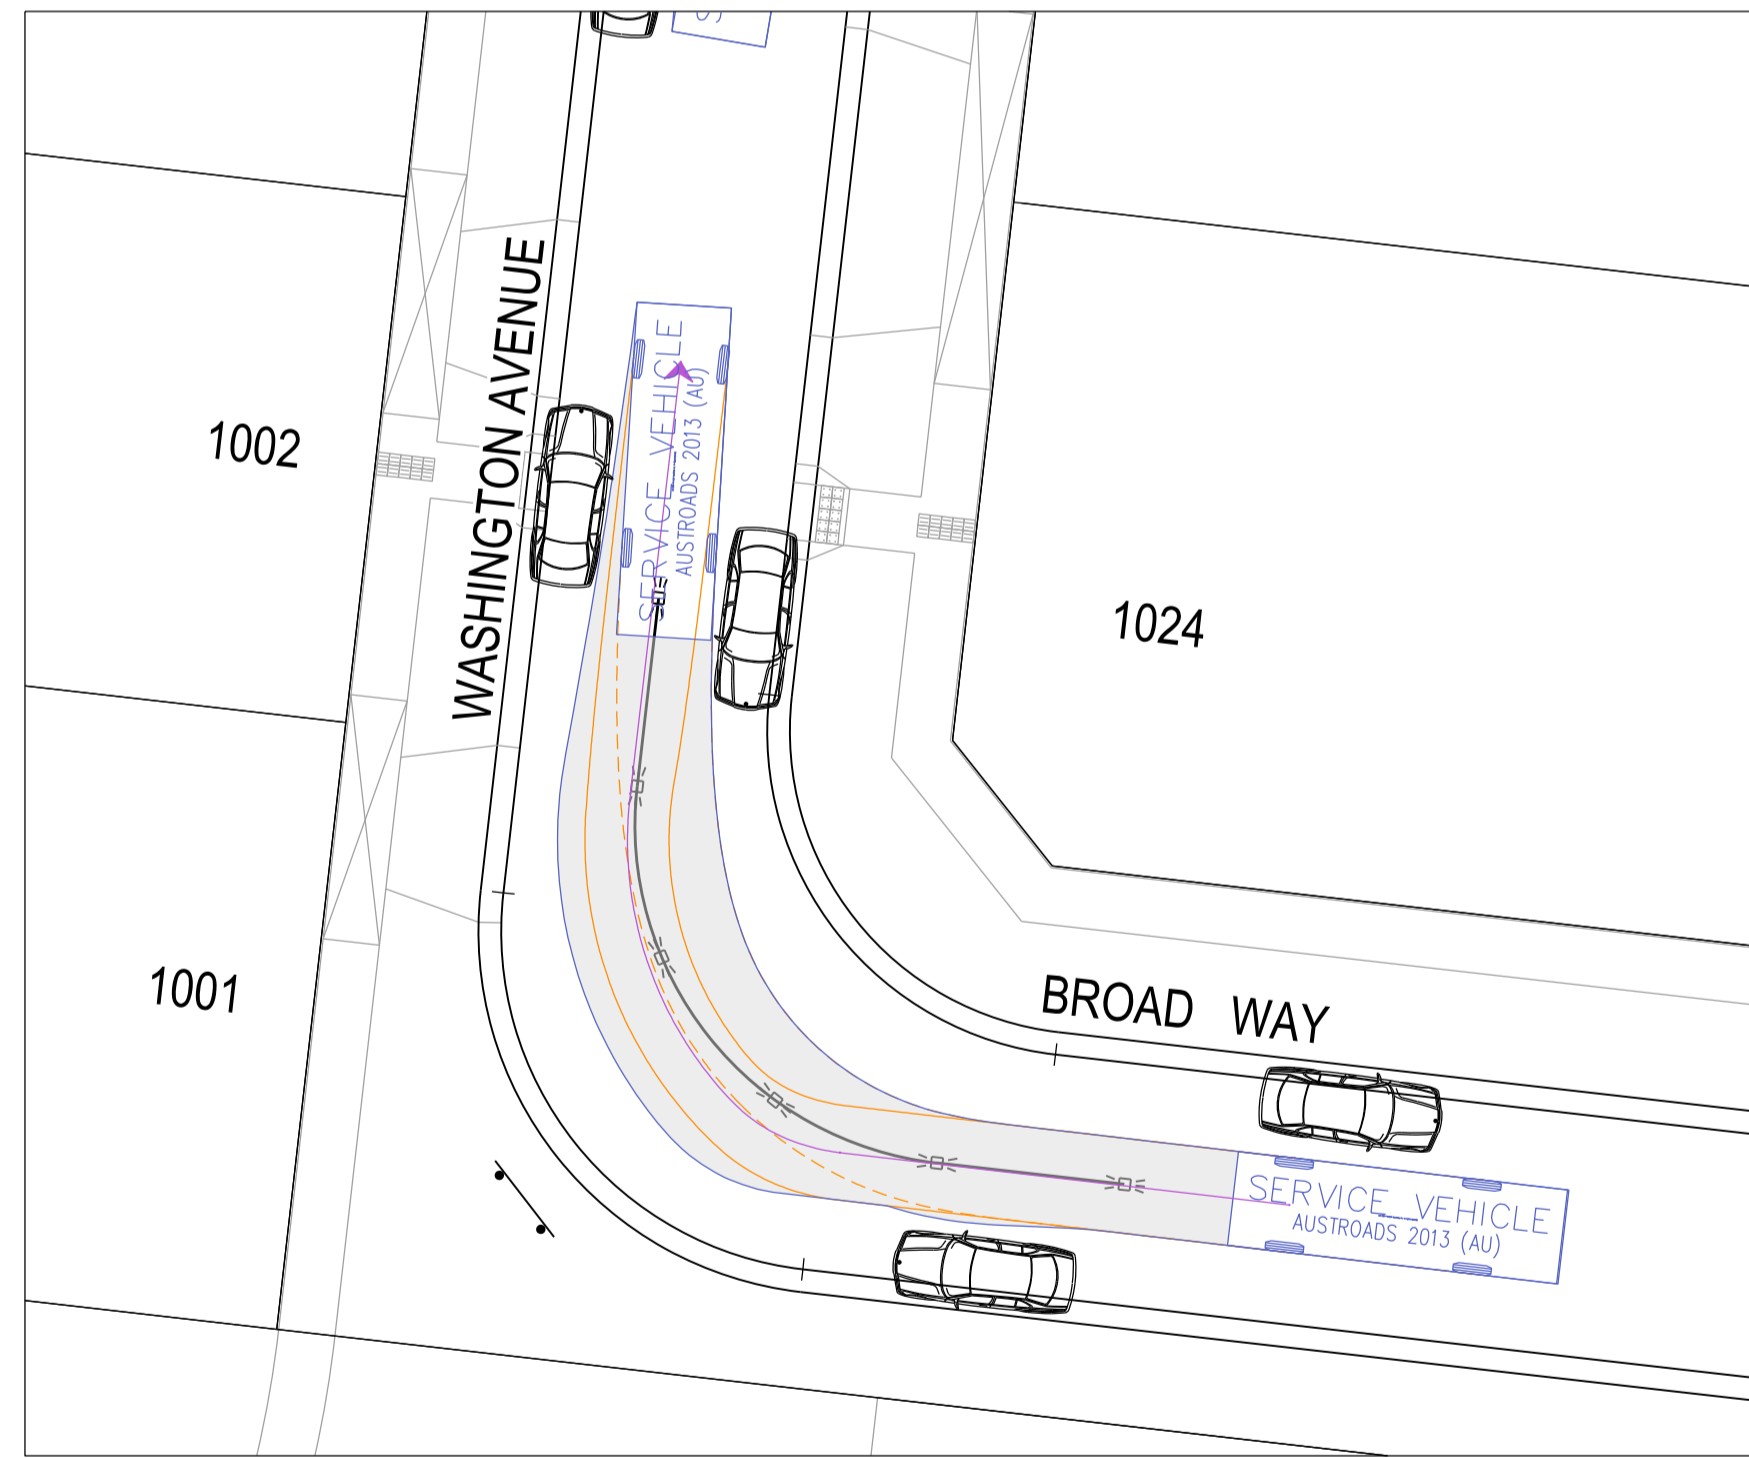 WASHINGTON AVENUE
SERVICE VEHICLE
AUSTROADS 2013 (AU)
1002
1024
1001
BROAD WAY
SERVICE VEHICLE
AUSTROADS 2013 (AU)